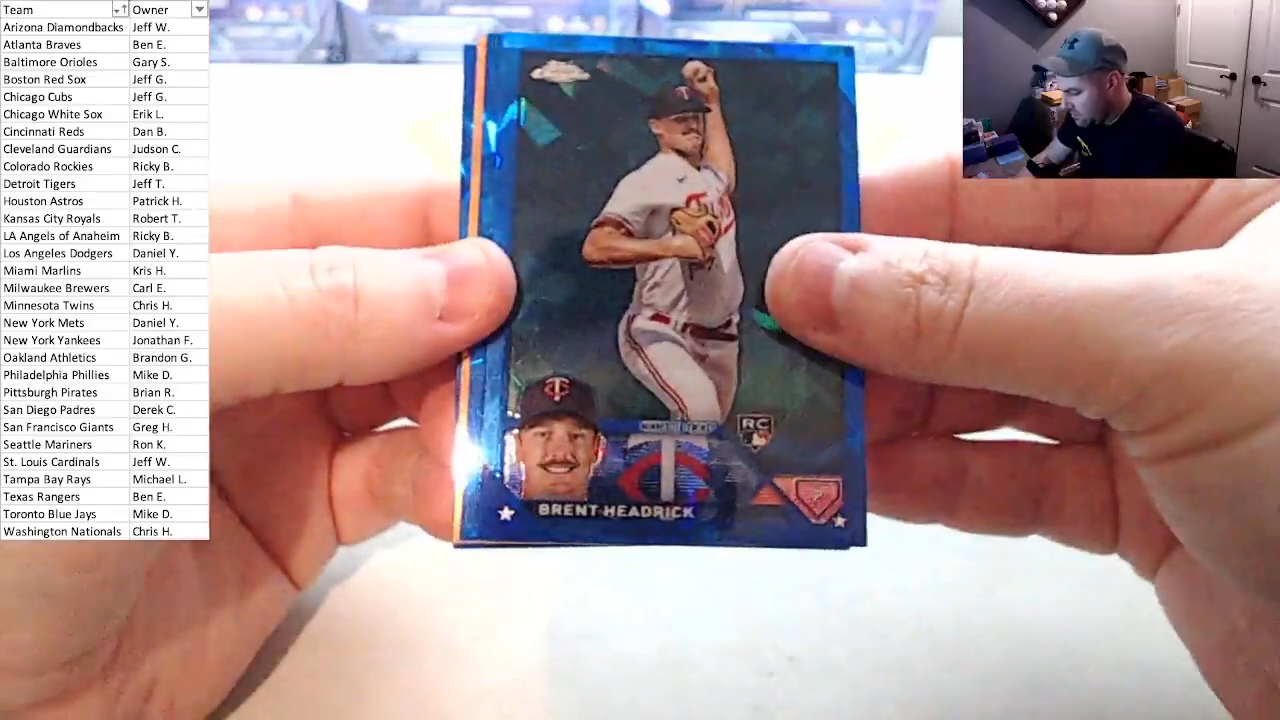 Team Owner
Arizona Diamondbacks Jeff W.
Atlanta Braves Ben E.
Baltimore Orioles Gary S.
Boston Red Sox Jeff G.
Chicago Cubs Jeff G.
Chicago White Sox Erik L.
Cincinnati Reds Dan B.
Cleveland Guardians Judson C.
Colorado Rockies Ricky B.
Detroit Tigers Jeff T.
Houston Astros Patrick H.
Kansas City Royals Robert T.
LA Angels of Anaheim Ricky B.
Los Angeles Dodgers Daniel Y.
Miami Marlins Kris H.
Milwaukee Brewers Carl E.
Minnesota Twins Chris H.
New York Mets Daniel Y.
New York Yankees Jonathan F.
Oakland Athletics Brandon G.
Philadelphia Phillies Mike D.
Pittsburgh Pirates Brian R.
San Diego Padres Derek C.
San Frasisco Giants Greg H.
Seattle Mariners Ron K.
St. Louis Cardinals Jeff W.
Tampa Bay Rays Michael L.
Texas Rangers Ben E.
Toronto Blue Jays Mike D.
Washington Nationals Chris H.
RC
BRENT HEADRICK